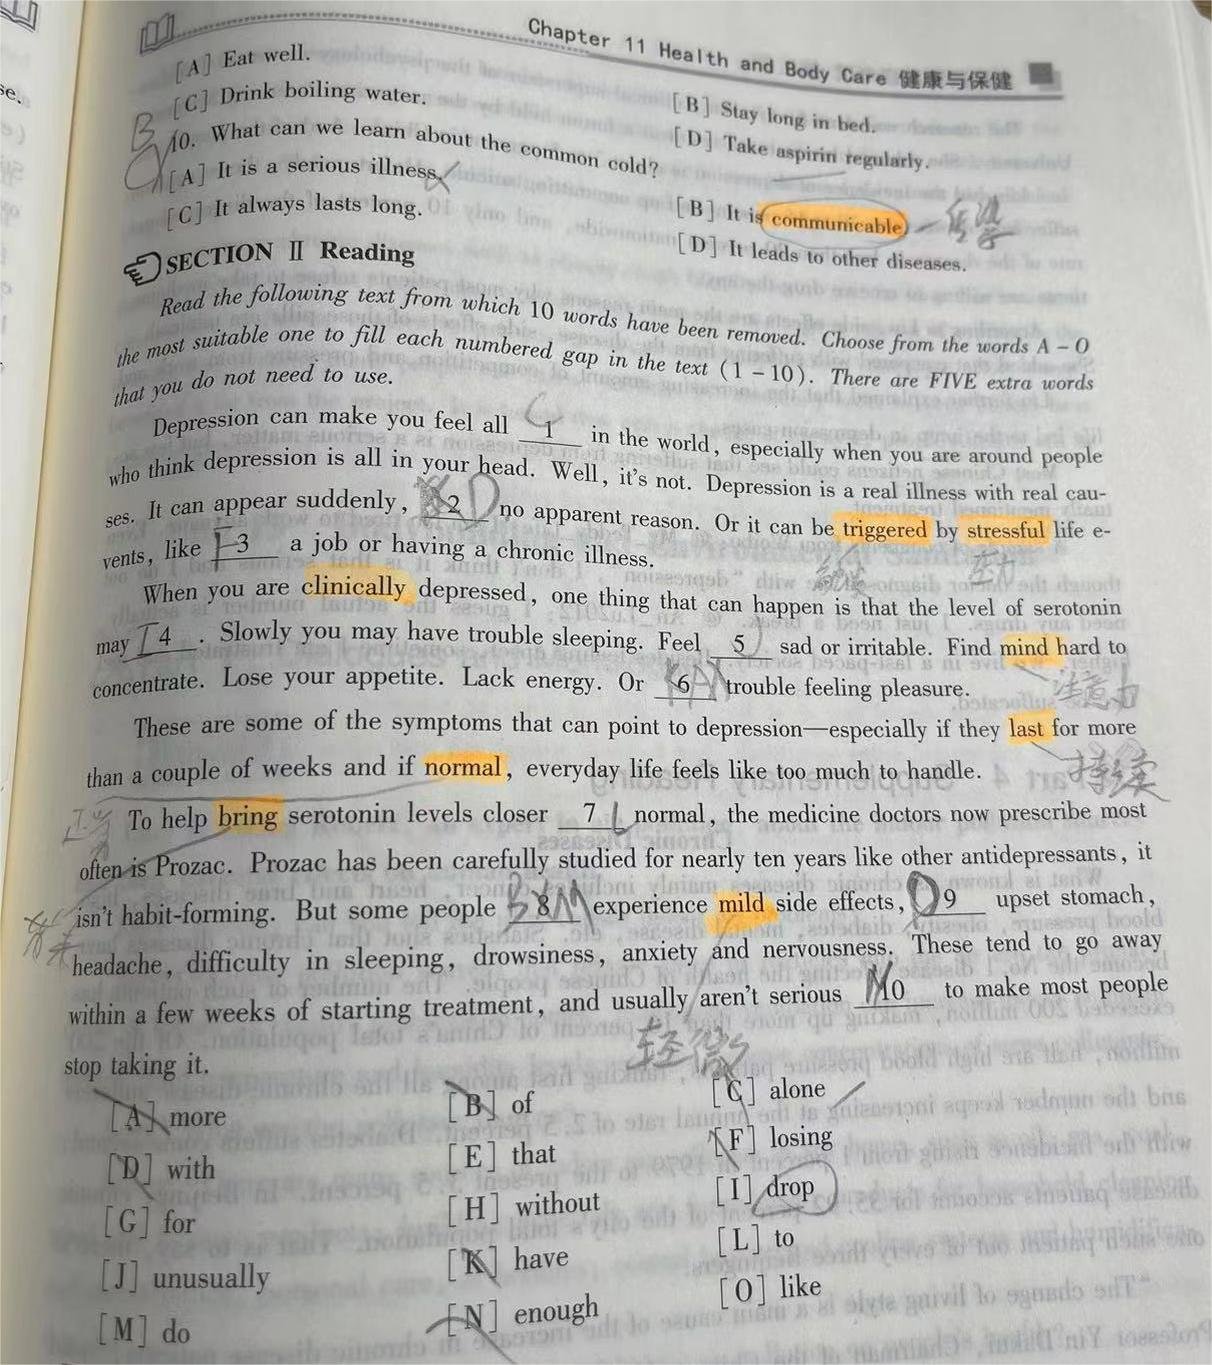 Chapter 11 Health and Body Care 健康与保健
se.
[A] Eat well.
[B] Stay long in bed.
[C] Drink boiling water.
[D] Take aspirin regularly.
B
10. What can we learn about the common cold?
[A] It is a serious illness.
[B] It is communicable.
[C] It always lasts long.
[D] It leads to other diseases.
SECTION Ⅱ Reading
Read the following text from which 10 words have been removed. Choose from the words A – O
the most suitable one to fill each numbered gap in the text (1 – 10). There are FIVE extra words
that you do not need to use.
Depression can make you feel all C 1 in the world, especially when you are around people
who think depression is all in your head. Well, it's not. Depression is a real illness with real cau-
ses. It can appear suddenly, 2 D no apparent reason. Or it can be triggered by stressful life e-
vents, like F 3 a job or having a chronic illness.
压力
When you are clinically depressed, one thing that can happen is that the level of serotonin
may I 4 . Slowly you may have trouble sleeping. Feel 5 J sad or irritable. Find mind hard to
concentrate. Lose your appetite. Lack energy. Or 6 trouble feeling pleasure.
注意力
These are some of the symptoms that can point to depression—especially if they last for more
than a couple of weeks and if normal, everyday life feels like too much to handle.
持续
正常
To help bring serotonin levels closer 7 L normal, the medicine doctors now prescribe most
often is Prozac. Prozac has been carefully studied for nearly ten years like other antidepressants, it
isn't habit-forming. But some people 8 M experience mild side effects, O 9 upset stomach,
headache, difficulty in sleeping, drowsiness, anxiety and nervousness. These tend to go away
within a few weeks of starting treatment, and usually aren't serious 10 to make most people
轻微
stop taking it.
[A] more
[B] of
[C] alone
[D] with
[E] that
[F] losing
[G] for
[H] without
[I] drop
[J] unusually
[K] have
[L] to
[M] do
[N] enough
[O] like